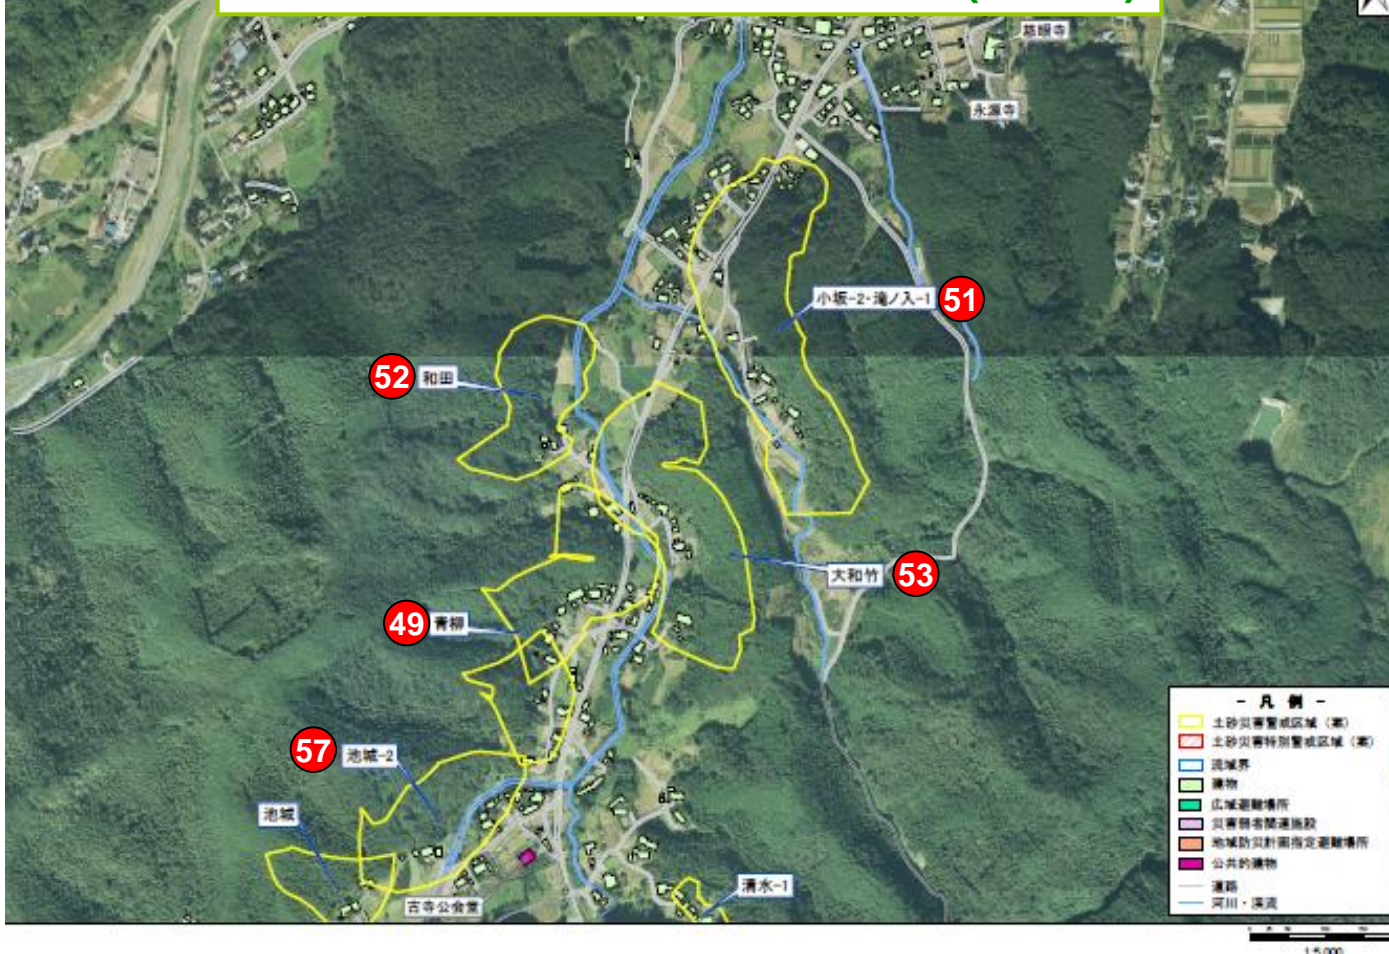 慈眼寺
永源寺
小坂-2・滝ノ入-1 51
52 和田
大和竹 53
49 青柳
57 池城-2
池城
清水-1
古寺公会堂
- 凡 例 -
土砂災害警戒区域（案）
土砂災害特別警戒区域（案）
流域界
建物
広域避難場所
災害弱者関連施設
地域防災計画指定避難場所
公共的建物
道路
河川・渓流
1:5,000